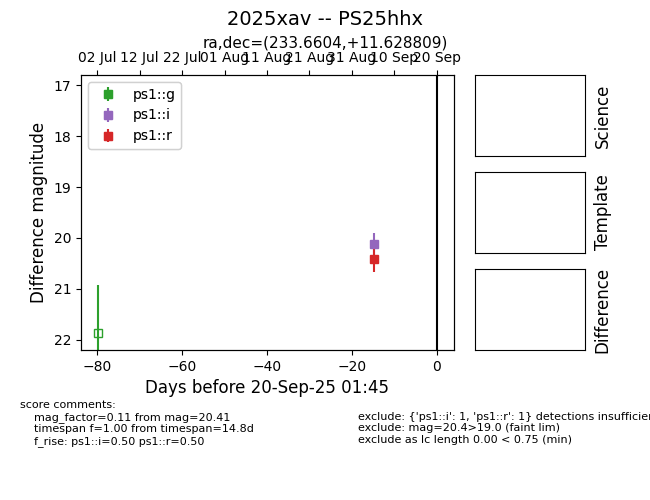 2025xav -- PS25hhx
ra,dec=(233.6604,+11.628809)
02 Jul 12 Jul 22 Jul 01 Aug 11 Aug 21 Aug 31 Aug 10 Sep 20 Sep
17
18
19
20
21
22
Difference magnitude
ps1::g
ps1::i
ps1::r
−80 −60 −40 −20 0
Days before 20-Sep-25 01:45
Science
Template
Difference
score comments:
mag_factor=0.11 from mag=20.41
timespan f=1.00 from timespan=14.8d
f_rise: ps1::i=0.50 ps1::r=0.50
exclude: {'ps1::i': 1, 'ps1::r': 1} detections insufficien
exclude: mag=20.4>19.0 (faint lim)
exclude as lc length 0.00 < 0.75 (min)